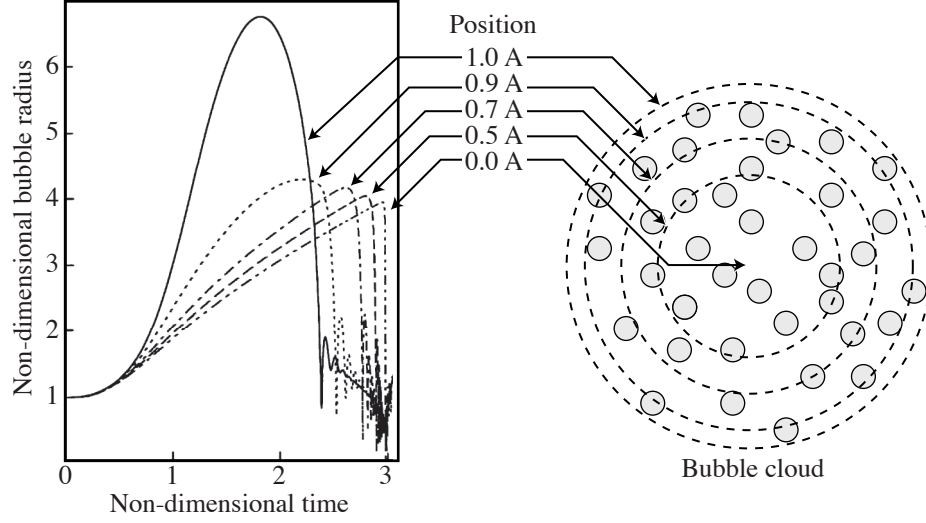 Position
1.0 A
0.9 A
0.7 A
0.5 A
0.0 A
Non-dimensional bubble radius
6
5
4
3
2
1
0 1 2 3
Non-dimensional time
Bubble cloud